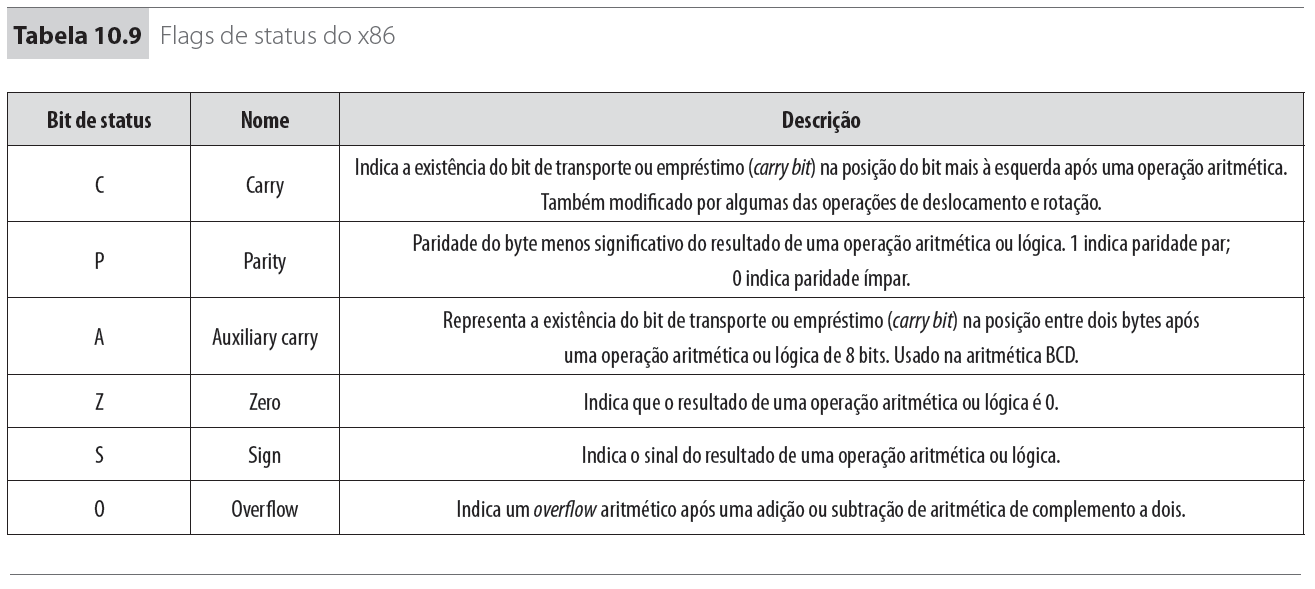 Tabela 10.9 Flags de status do x86
Bit de status Nome Descrição
C Carry Indica a existência do bit de transporte ou empréstimo (carry bit) na posição do bit mais à esquerda após uma operação aritmética.
Também modificado por algumas das operações de deslocamento e rotação.
P Parity Paridade do byte menos significativo do resultado de uma operação aritmética ou lógica. 1 indica paridade par;
0 indica paridade ímpar.
A Auxiliary carry Representa a existência do bit de transporte ou empréstimo (carry bit) na posição entre dois bytes após
uma operação aritmética ou lógica de 8 bits. Usado na aritmética BCD.
Z Zero Indica que o resultado de uma operação aritmética ou lógica é 0.
S Sign Indica o sinal do resultado de uma operação aritmética ou lógica.
O Overflow Indica um overflow aritmético após uma adição ou subtração de aritmética de complemento a dois.